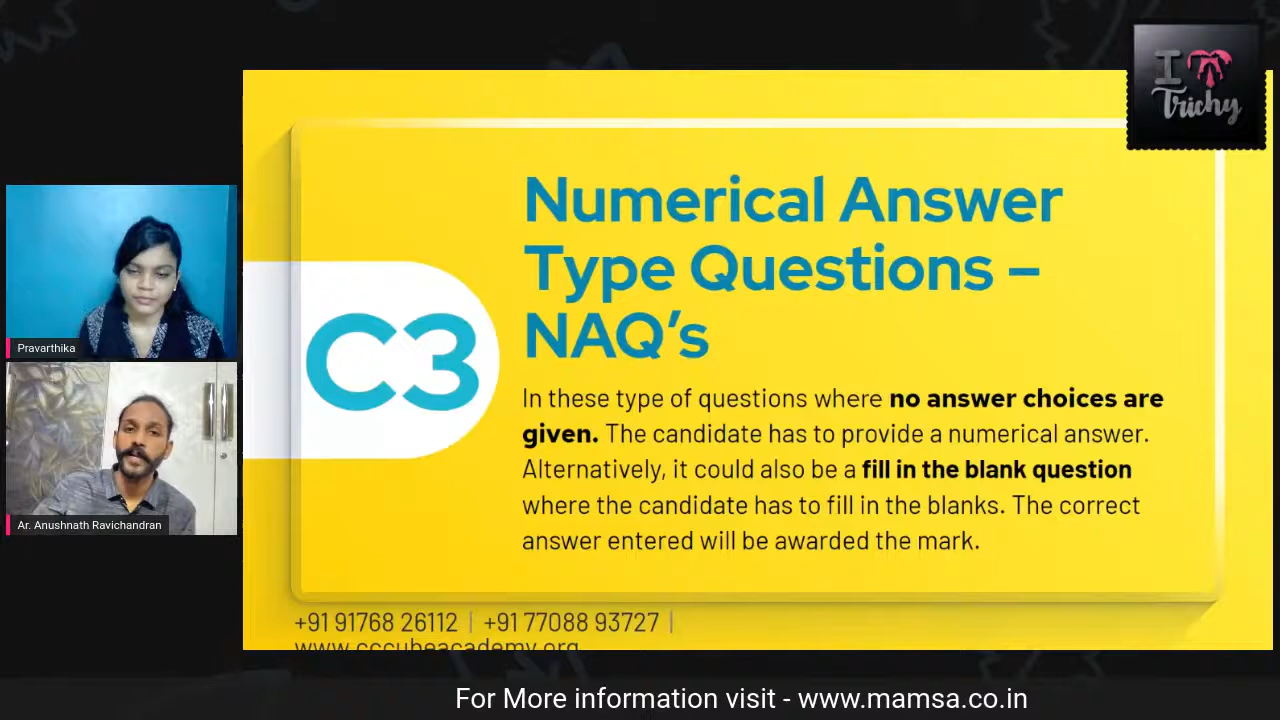 I
Trichy
Numerical Answer
Type Questions –
NAQ’s
C3
In these type of questions where no answer choices are
given. The candidate has to provide a numerical answer.
Alternatively, it could also be a fill in the blank question
where the candidate has to fill in the blanks. The correct
answer entered will be awarded the mark.
Pravarthika
Ar. Anushnath Ravichandran
+91 91768 26112 | +91 77088 93727 |
www.cccubeacademy.org
For More information visit - www.mamsa.co.in